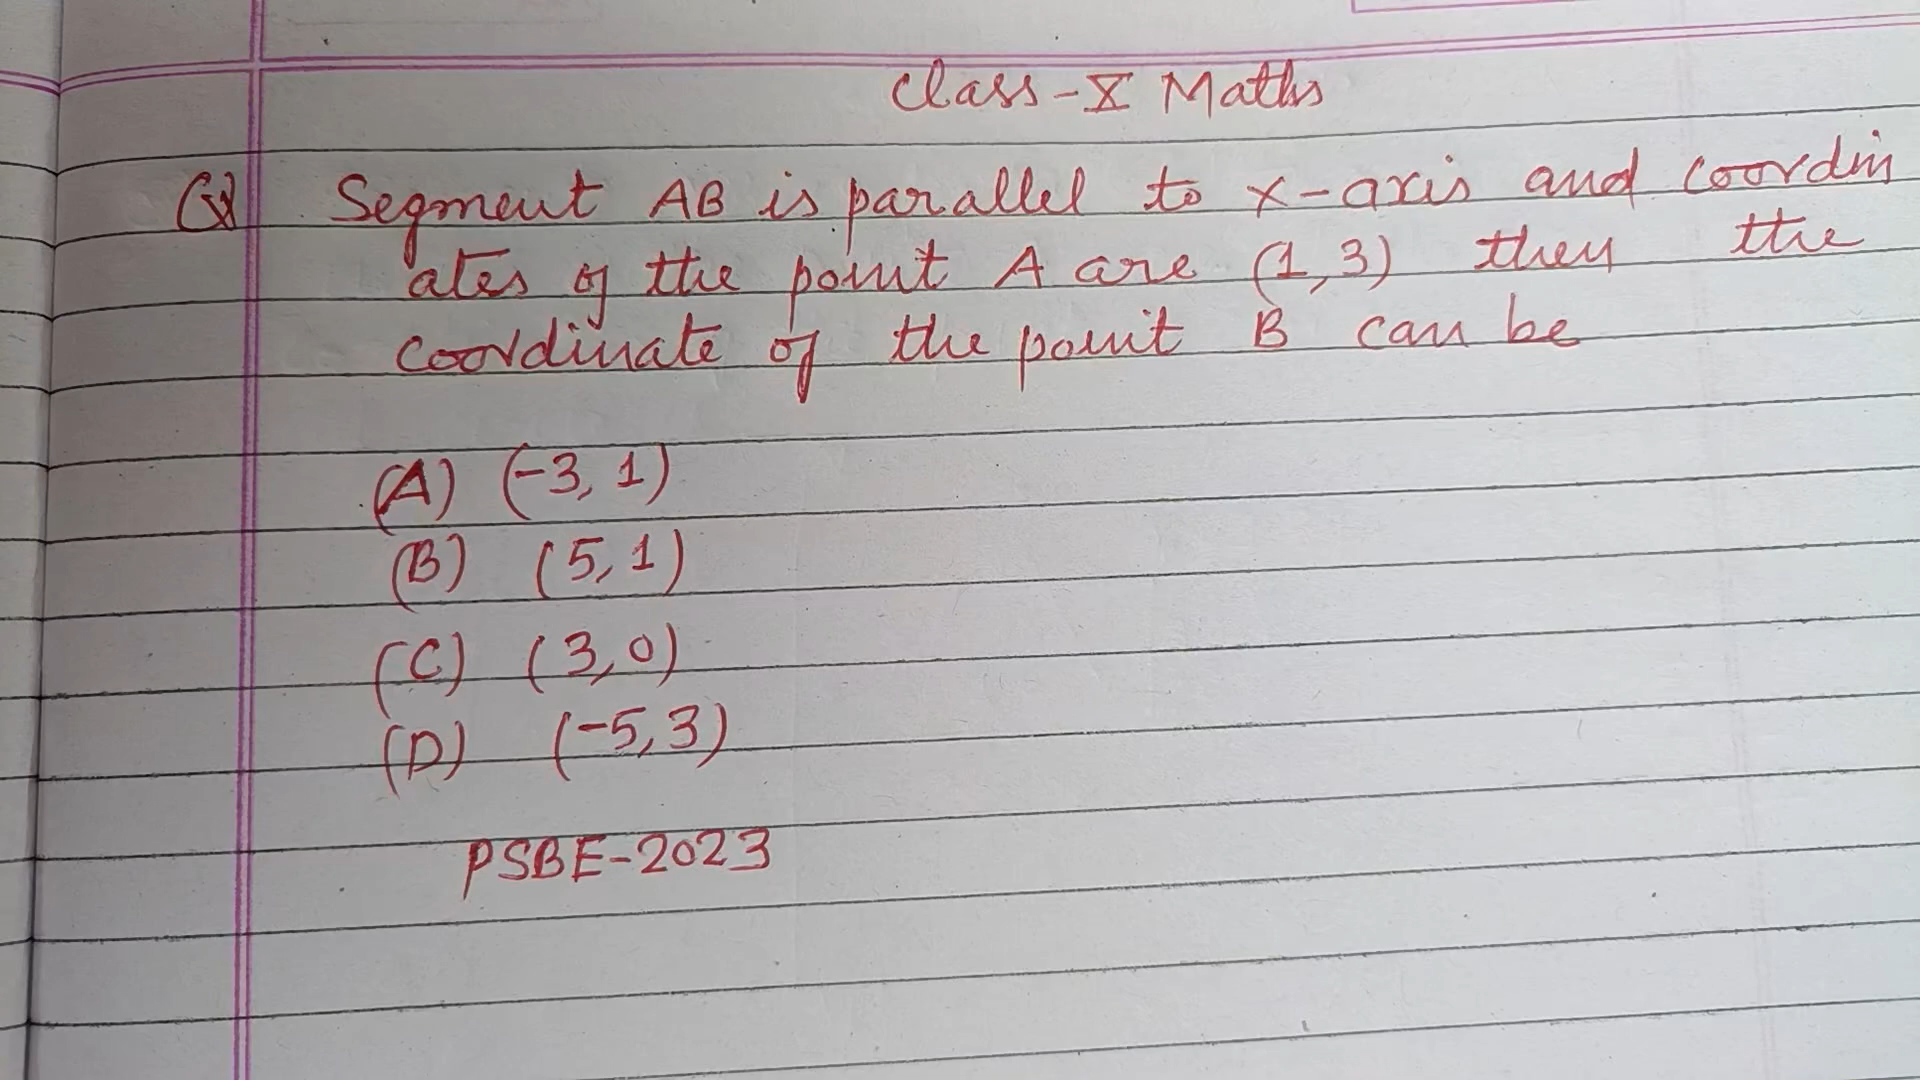 Class-X Maths
Q Segment AB is parallel to x-axis and coordin
ates of the point A are (1,3) then the
coordinate of the point B can be
(A) (-3, 1)
(B) (5, 1)
(C) (3, 0)
(D) (-5, 3)
PSBE-2023